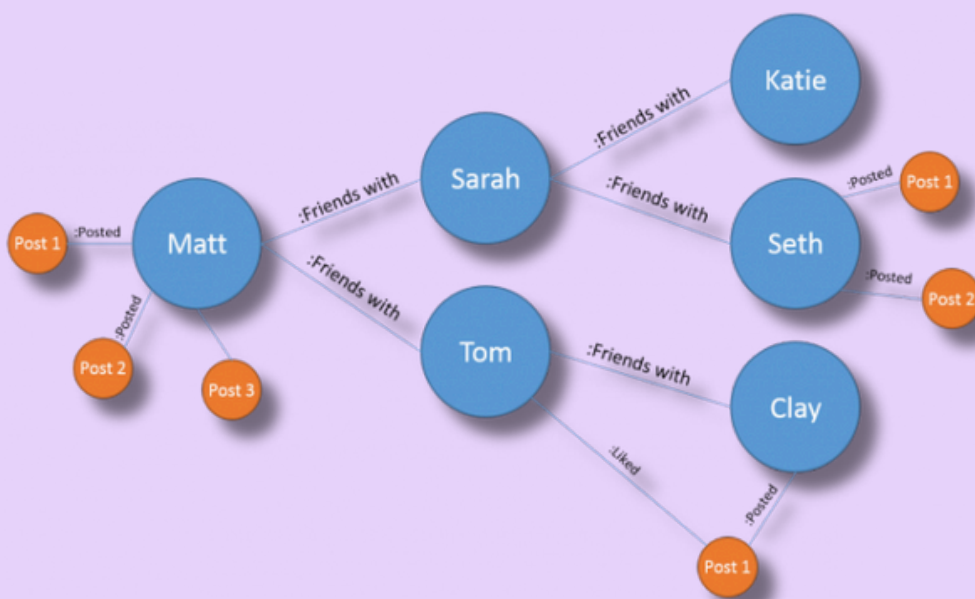 Katie
:Friends with
Sarah
:Friends with
:Friends with
Seth
:Posted
Post 1
:Posted
Post 2
Matt
:Posted
Post 1
:Posted
Post 2
Post 3
:Friends with
Tom
:Friends with
Clay
:Liked
:Posted
Post 1